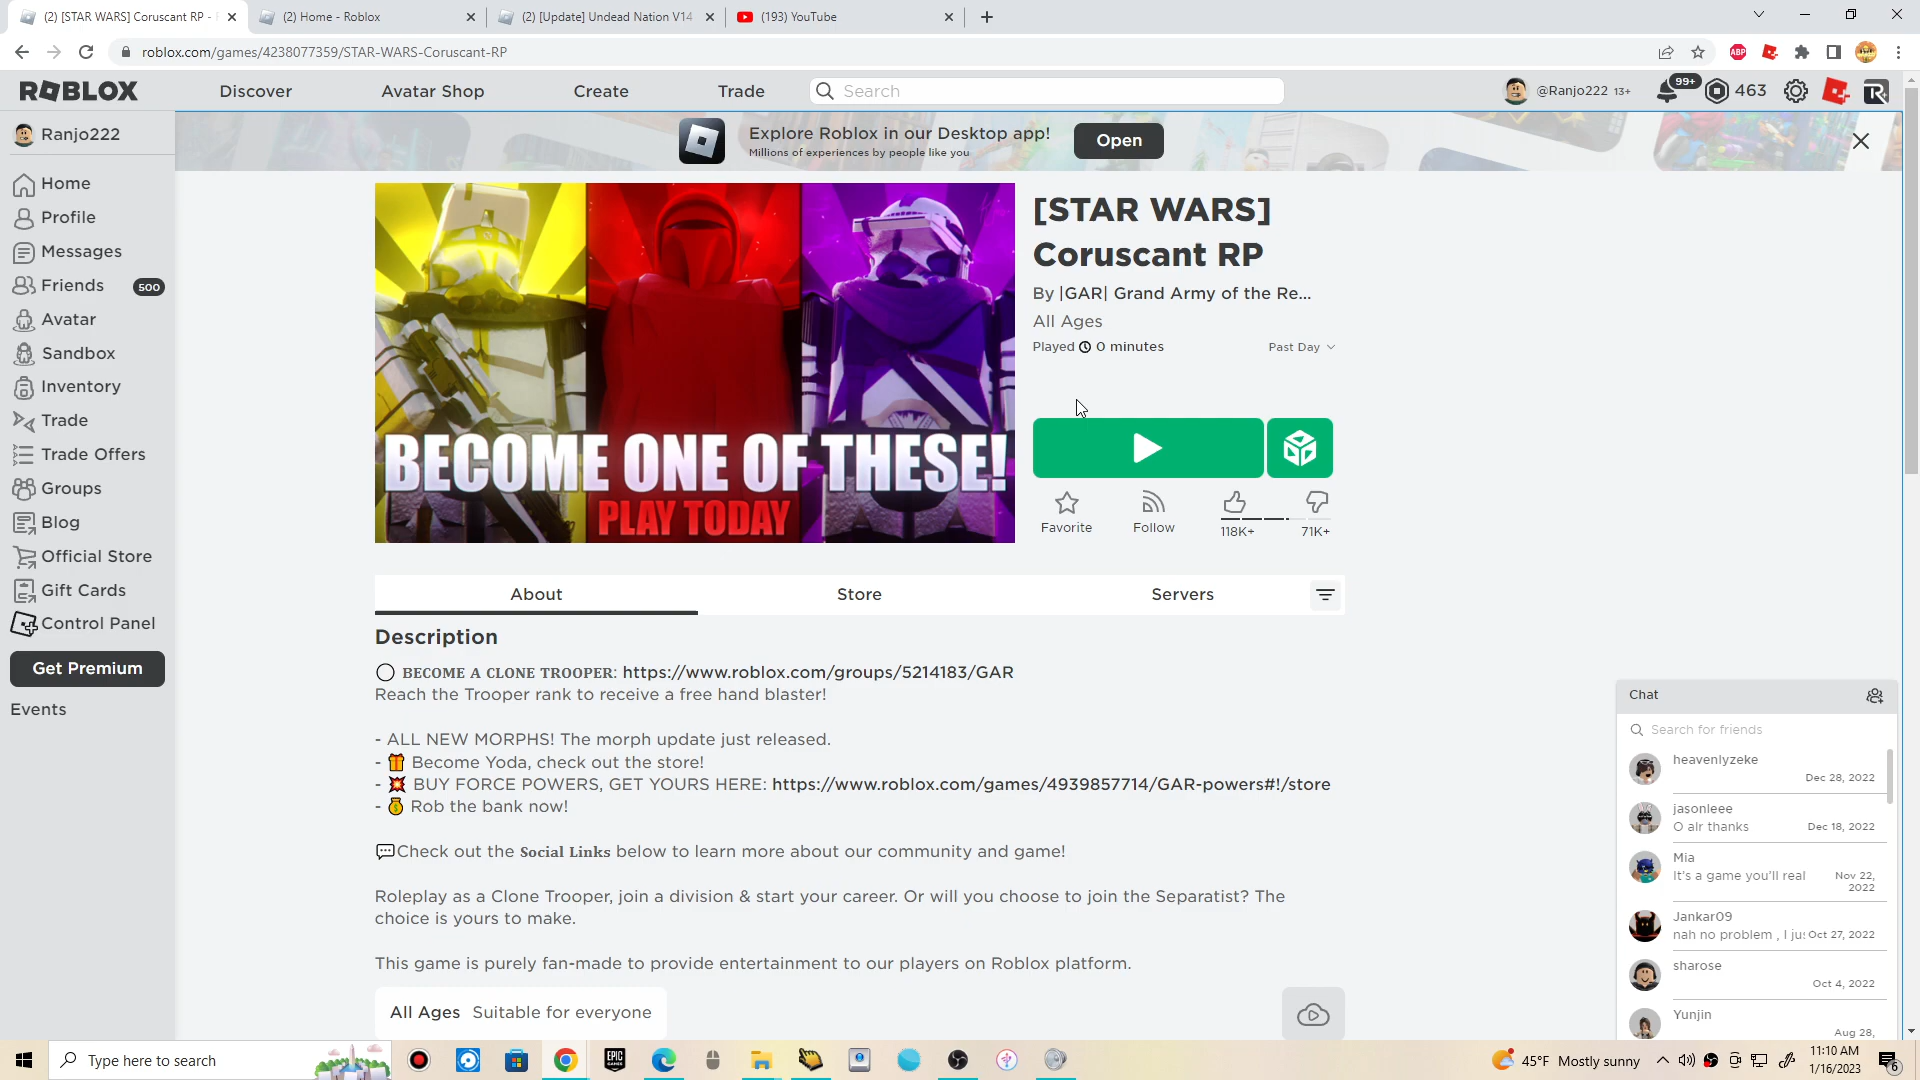 (2) [STAR WARS] Coruscant RP -
(2) Home - Roblox
(2) [Update] Undead Nation V14
(193) YouTube
roblox.com/games/4238077359/STAR-WARS-Coruscant-RP
ABP
ROBLOX
Discover
Avatar Shop
Create
Trade
Search
@Ranjo222 13+
99+
463
Ranjo222
Explore Roblox in our Desktop app!
Millions of experiences by people like you
Open
Home
Profile
Messages
Friends 500
Avatar
Sandbox
Inventory
Trade
Trade Offers
Groups
Blog
Official Store
Gift Cards
Control Panel
Get Premium
Events
BECOME ONE OF THESE!
PLAY TODAY
[STAR WARS]
Coruscant RP
By |GAR| Grand Army of the Re...
All Ages
Played 0 minutes
Past Day
Favorite
Follow
118K+
71K+
About
Store
Servers
Description
BECOME A CLONE TROOPER: https://www.roblox.com/groups/5214183/GAR
Reach the Trooper rank to receive a free hand blaster!
- ALL NEW MORPHS! The morph update just released.
- 🎁 Become Yoda, check out the store!
- 💥 BUY FORCE POWERS, GET YOURS HERE: https://www.roblox.com/games/4939857714/GAR-powers#!/store
- 💰 Rob the bank now!
💬Check out the Social Links below to learn more about our community and game!
Roleplay as a Clone Trooper, join a division & start your career. Or will you choose to join the Separatist? The
choice is yours to make.
This game is purely fan-made to provide entertainment to our players on Roblox platform.
All Ages Suitable for everyone
Chat
Search for friends
heavenlyzeke
Dec 28, 2022
jasonleee
O alr thanks Dec 18, 2022
Mia
It's a game you'll real Nov 22,
2022
Jankar09
nah no problem , I ju Oct 27, 2022
sharose
Oct 4, 2022
Yunjin
Aug 28,
Type here to search
EPIC
GAMES
45°F Mostly sunny
11:10 AM
1/16/2023
6